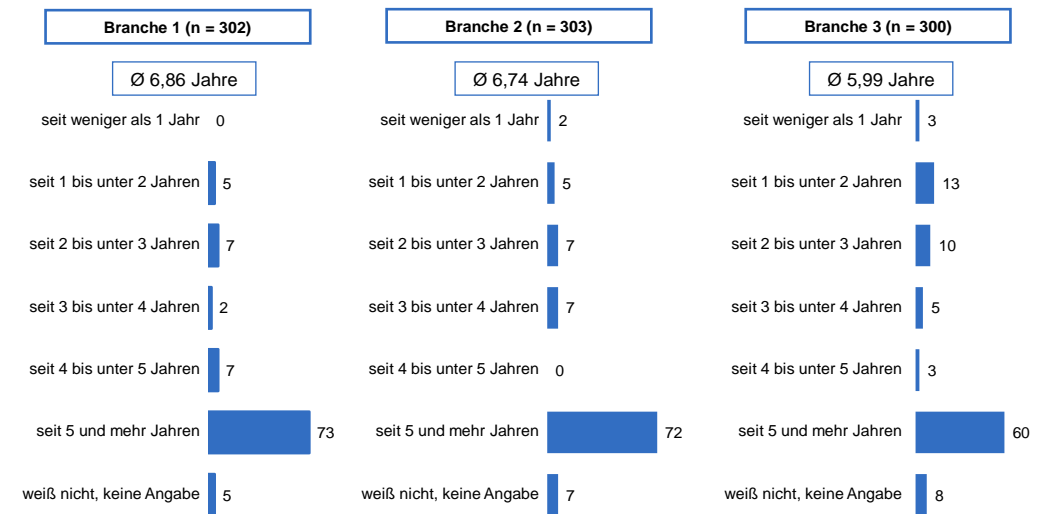 Branche 1 (n = 302)
Ø 6,86 Jahre
seit weniger als 1 Jahr 0
seit 1 bis unter 2 Jahren 5
seit 2 bis unter 3 Jahren 7
seit 3 bis unter 4 Jahren 2
seit 4 bis unter 5 Jahren 7
seit 5 und mehr Jahren 73
weiß nicht, keine Angabe 5
Branche 2 (n = 303)
Ø 6,74 Jahre
seit weniger als 1 Jahr 2
seit 1 bis unter 2 Jahren 5
seit 2 bis unter 3 Jahren 7
seit 3 bis unter 4 Jahren 7
seit 4 bis unter 5 Jahren 0
seit 5 und mehr Jahren 72
weiß nicht, keine Angabe 7
Branche 3 (n = 300)
Ø 5,99 Jahre
seit weniger als 1 Jahr 3
seit 1 bis unter 2 Jahren 13
seit 2 bis unter 3 Jahren 10
seit 3 bis unter 4 Jahren 5
seit 4 bis unter 5 Jahren 3
seit 5 und mehr Jahren 60
weiß nicht, keine Angabe 8